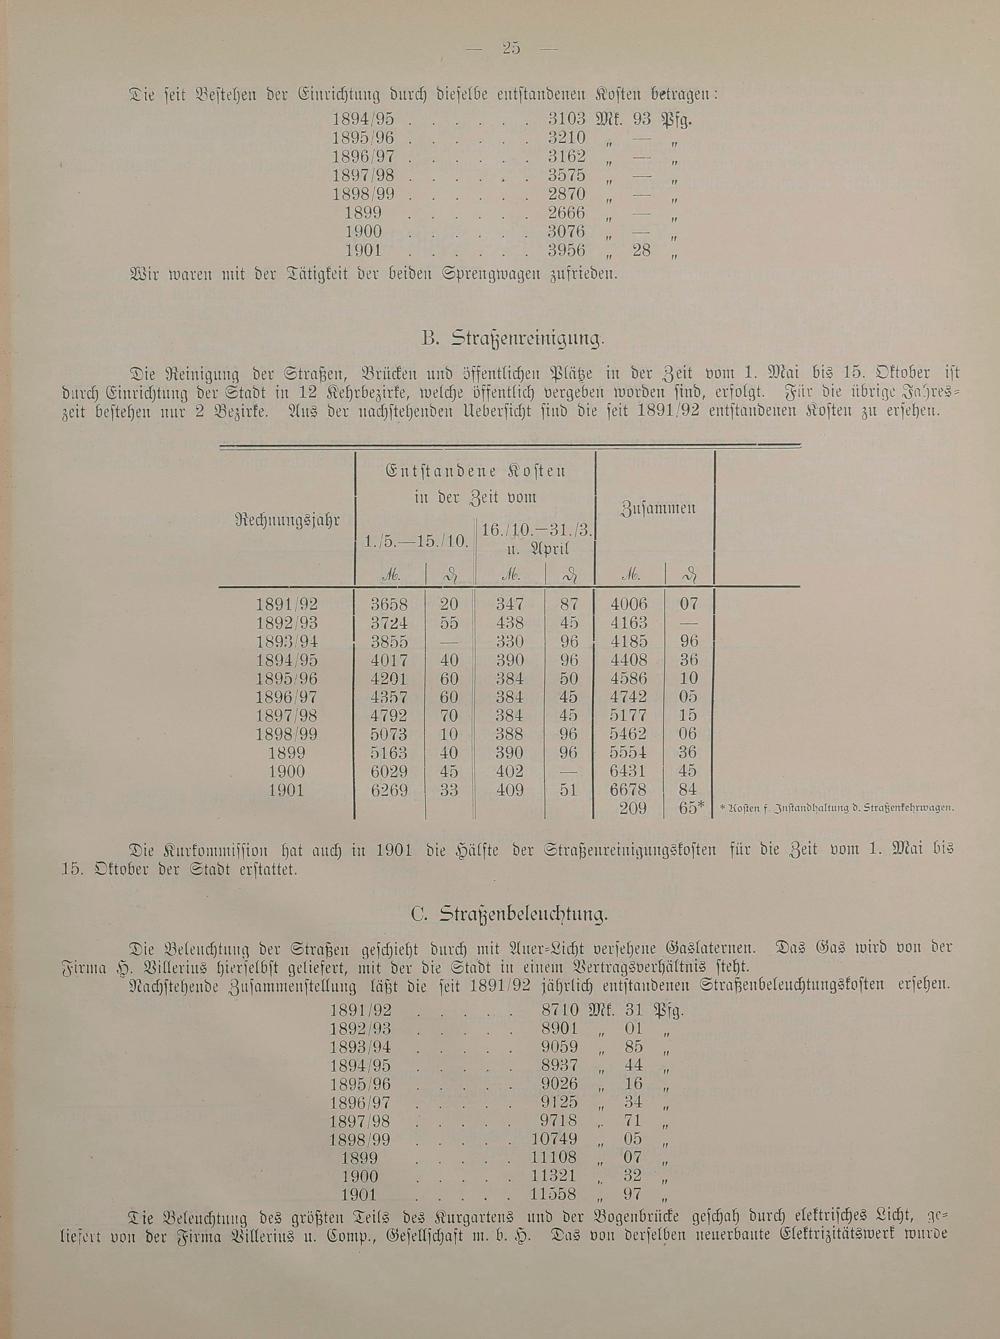 — 25 —
Die seit Bestehen der Einrichtung durch dieselbe entstandenen Kosten betragen:
1894/95 . . . . . . 3103 Mk. 93 Pfg.
1895/96 . . . . . . 3210 „ — „
1896/97 . . . . . . 3162 „ — „
1897/98 . . . . . . 3575 „ — „
1898/99 . . . . . . 2870 „ — „
1899 . . . . . . 2666 „ — „
1900 . . . . . . 3076 „ — „
1901 . . . . . . 3956 „ 28 „
Wir waren mit der Tätigkeit der beiden Sprengwagen zufrieden.
B. Straßenreinigung.
Die Reinigung der Straßen, Brücken und öffentlichen Plätze in der Zeit vom 1. Mai bis 15. Oktober ist
durch Einrichtung der Stadt in 12 Kehrbezirke, welche öffentlich vergeben worden sind, erfolgt. Für die übrige Jahres-
zeit bestehen nur 2 Bezirke. Aus der nachstehenden Uebersicht sind die seit 1891/92 entstandenen Kosten zu ersehen.
Rechnungsjahr
Entstandene Kosten
in der Zeit vom
1./5.—15./10.
16./10.—31./3.
u. April
Zusammen
ℳ. ₰ ℳ. ₰ ℳ. ₰
1891/92 3658 20 347 87 4006 07
1892/93 3724 55 438 45 4163 —
1893/94 3855 — 330 96 4185 96
1894/95 4017 40 390 96 4408 36
1895/96 4201 60 384 50 4586 10
1896/97 4357 60 384 45 4742 05
1897/98 4792 70 384 45 5177 15
1898/99 5073 10 388 96 5462 06
1899 5163 40 390 96 5554 36
1900 6029 45 402 — 6431 45
1901 6269 33 409 51 6678 84
209 65* * Kosten f. Instandhaltung d. Straßenkehrwagen.
Die Kurkommission hat auch in 1901 die Hälfte der Straßenreinigungskosten für die Zeit vom 1. Mai bis
15. Oktober der Stadt erstattet.
C. Straßenbeleuchtung.
Die Beleuchtung der Straßen geschieht durch mit Auer-Licht versehene Gaslaternen. Das Gas wird von der
Firma H. Villerius hierselbst geliefert, mit der die Stadt in einem Vertragsverhältnis steht.
Nachstehende Zusammenstellung läßt die seit 1891/92 jährlich entstandenen Straßenbeleuchtungskosten ersehen.
1891/92 . . . . . 8710 Mk. 31 Pfg.
1892/93 . . . . . 8901 „ 01 „
1893/94 . . . . . 9059 „ 85 „
1894/95 . . . . . 8937 „ 44 „
1895/96 . . . . . 9026 „ 16 „
1896/97 . . . . . 9125 „ 34 „
1897/98 . . . . . 9718 „ 71 „
1898/99 . . . . . 10749 „ 05 „
1899 . . . . . 11108 „ 07 „
1900 . . . . . 11321 „ 32 „
1901 . . . . . 11558 „ 97 „
Die Beleuchtung des größten Teils des Kurgartens und der Bogenbrücke geschah durch elektrisches Licht, ge-
liefert von der Firma Villerius u. Comp., Gesellschaft m. b. H. Das von derselben neuerbaute Elektrizitätswerk wurde